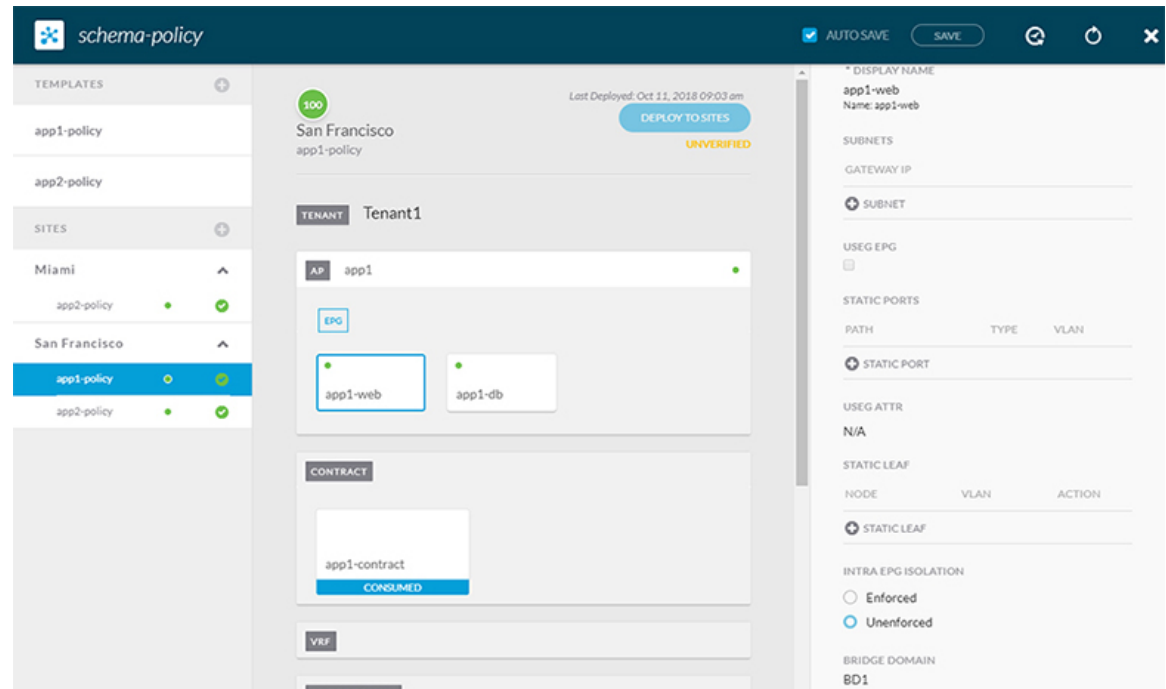 schema-policy
AUTO SAVE
SAVE
TEMPLATES
app1-policy
app2-policy
SITES
Miami
app2-policy
San Francisco
app1-policy
app2-policy
100
Last Deployed: Oct 11, 2018 09:03 am
San Francisco
DEPLOY TO SITES
app1-policy
UNVERIFIED
TENANT Tenant1
AP app1
EPG
app1-web
app1-db
CONTRACT
app1-contract
CONSUMED
VRF
* DISPLAY NAME
app1-web
Name: app1-web
SUBNETS
GATEWAY IP
SUBNET
USEG EPG
STATIC PORTS
PATH TYPE VLAN
STATIC PORT
USEG ATTR
N/A
STATIC LEAF
NODE VLAN ACTION
STATIC LEAF
INTRA EPG ISOLATION
Enforced
Unenforced
BRIDGE DOMAIN
BD1